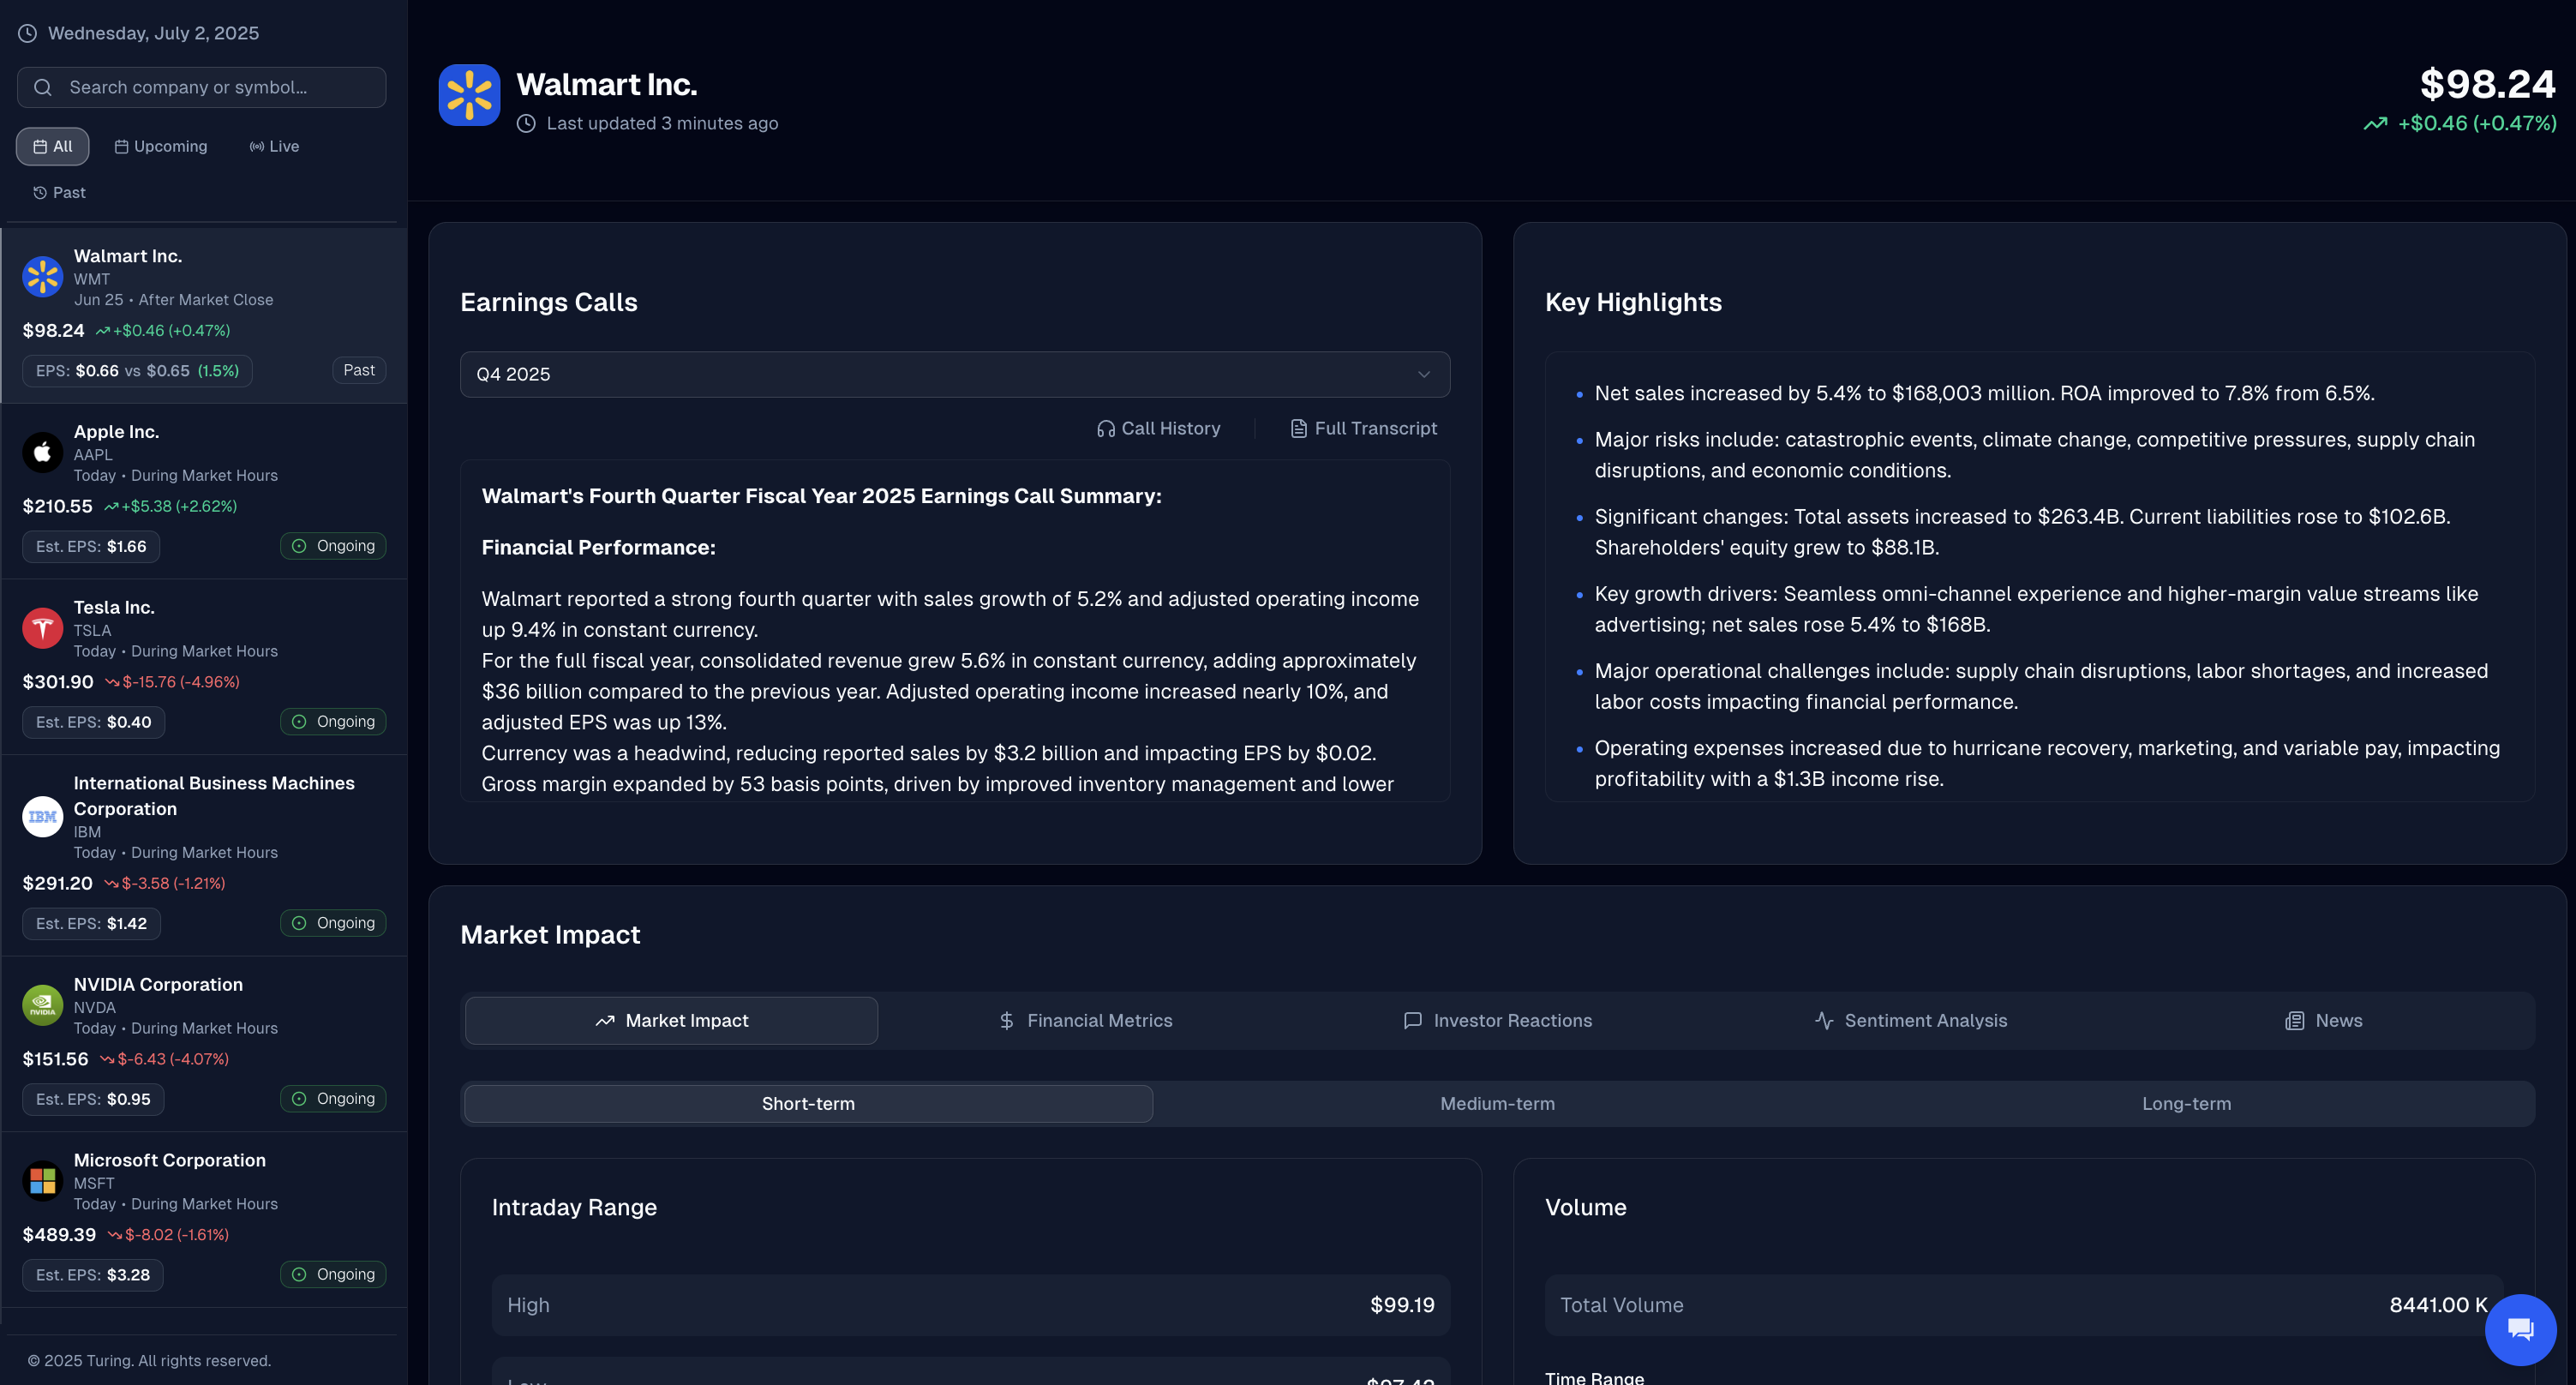 Wednesday, July 2, 2025
Search company or symbol...
All
Upcoming
Live
Past
Walmart Inc.
WMT
Jun 25 • After Market Close
$98.24 +$0.46 (+0.47%)
EPS: $0.66 vs $0.65 (1.5%)
Past
Apple Inc.
AAPL
Today • During Market Hours
$210.55 +$5.38 (+2.62%)
Est. EPS: $1.66
Ongoing
Tesla Inc.
TSLA
Today • During Market Hours
$301.90 $-15.76 (-4.96%)
Est. EPS: $0.40
Ongoing
IBM
International Business Machines
Corporation
IBM
Today • During Market Hours
$291.20 $-3.58 (-1.21%)
Est. EPS: $1.42
Ongoing
NVIDIA
NVIDIA Corporation
NVDA
Today • During Market Hours
$151.56 $-6.43 (-4.07%)
Est. EPS: $0.95
Ongoing
Microsoft Corporation
MSFT
Today • During Market Hours
$489.39 $-8.02 (-1.61%)
Est. EPS: $3.28
Ongoing
© 2025 Turing. All rights reserved.
Walmart Inc.
Last updated 3 minutes ago
$98.24
+$0.46 (+0.47%)
Earnings Calls
Q4 2025
Call History
Full Transcript
Walmart's Fourth Quarter Fiscal Year 2025 Earnings Call Summary:
Financial Performance:
Walmart reported a strong fourth quarter with sales growth of 5.2% and adjusted operating income
up 9.4% in constant currency.
For the full fiscal year, consolidated revenue grew 5.6% in constant currency, adding approximately
$36 billion compared to the previous year. Adjusted operating income increased nearly 10%, and
adjusted EPS was up 13%.
Currency was a headwind, reducing reported sales by $3.2 billion and impacting EPS by $0.02.
Gross margin expanded by 53 basis points, driven by improved inventory management and lower
Key Highlights
• Net sales increased by 5.4% to $168,003 million. ROA improved to 7.8% from 6.5%.
• Major risks include: catastrophic events, climate change, competitive pressures, supply chain
disruptions, and economic conditions.
• Significant changes: Total assets increased to $263.4B. Current liabilities rose to $102.6B.
Shareholders' equity grew to $88.1B.
• Key growth drivers: Seamless omni-channel experience and higher-margin value streams like
advertising; net sales rose 5.4% to $168B.
• Major operational challenges include: supply chain disruptions, labor shortages, and increased
labor costs impacting financial performance.
• Operating expenses increased due to hurricane recovery, marketing, and variable pay, impacting
profitability with a $1.3B income rise.
Market Impact
Market Impact
Financial Metrics
Investor Reactions
Sentiment Analysis
News
Short-term
Medium-term
Long-term
Intraday Range
High $99.19
Volume
Total Volume 8441.00 K
Time Range